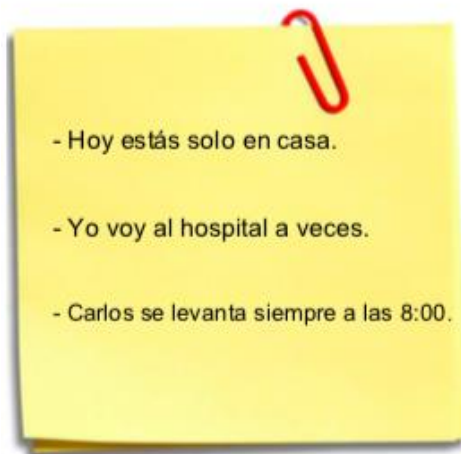 - Hoy estás solo en casa.
- Yo voy al hospital a veces.
- Carlos se levanta siempre a las 8:00.